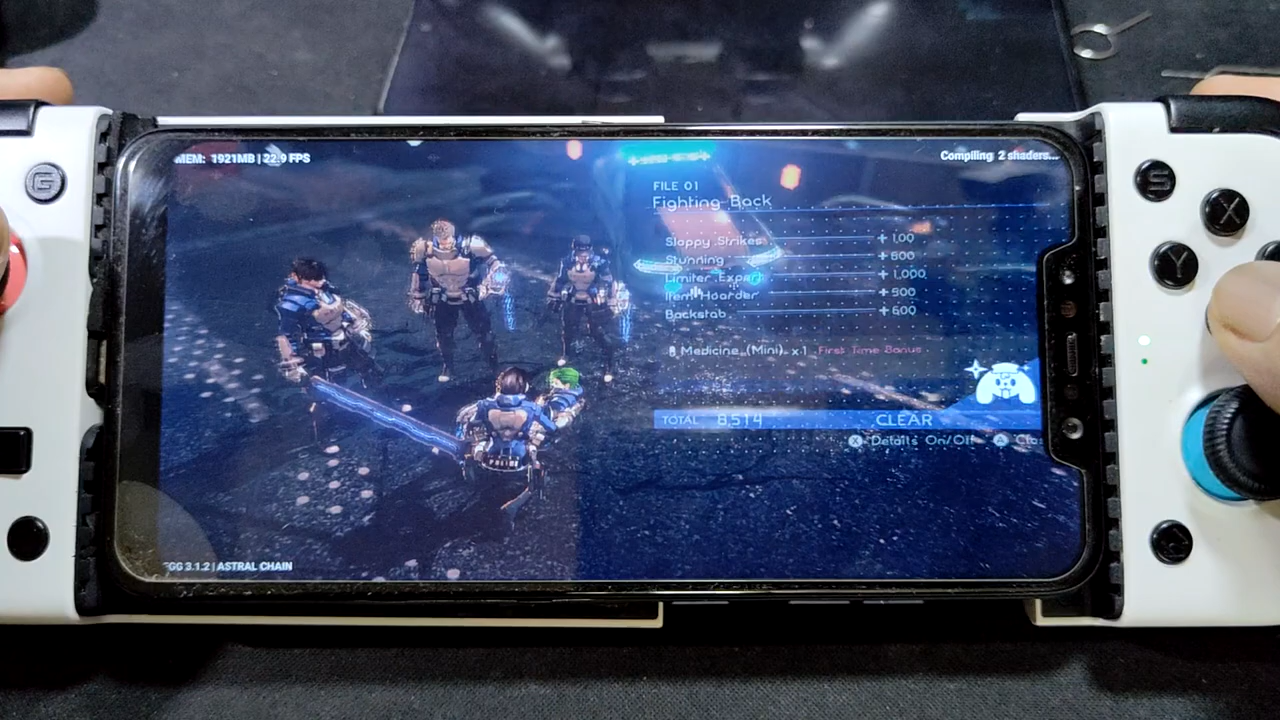 MEM: 1921MB | 22.9 FPS
Compiling 2 shaders...
FILE 01
Fighting Back
Sloppy Strikes + 100
Stunning + 600
Limiter Expert + 1,000
Item Hoarder + 500
Backstab + 600
Medicine (Mini) x1 First Time Bonus
TOTAL 8,514 CLEAR
X Details On/Off A Clos
EGG 3.1.2 | ASTRAL CHAIN
G
S
X
Y